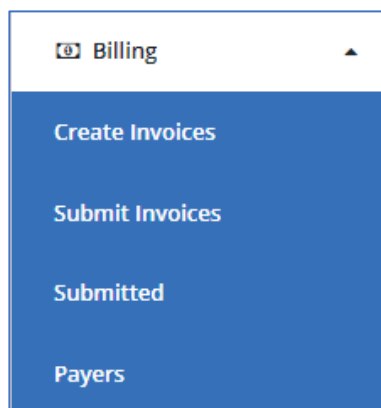 Billing
Create Invoices
Submit Invoices
Submitted
Payers